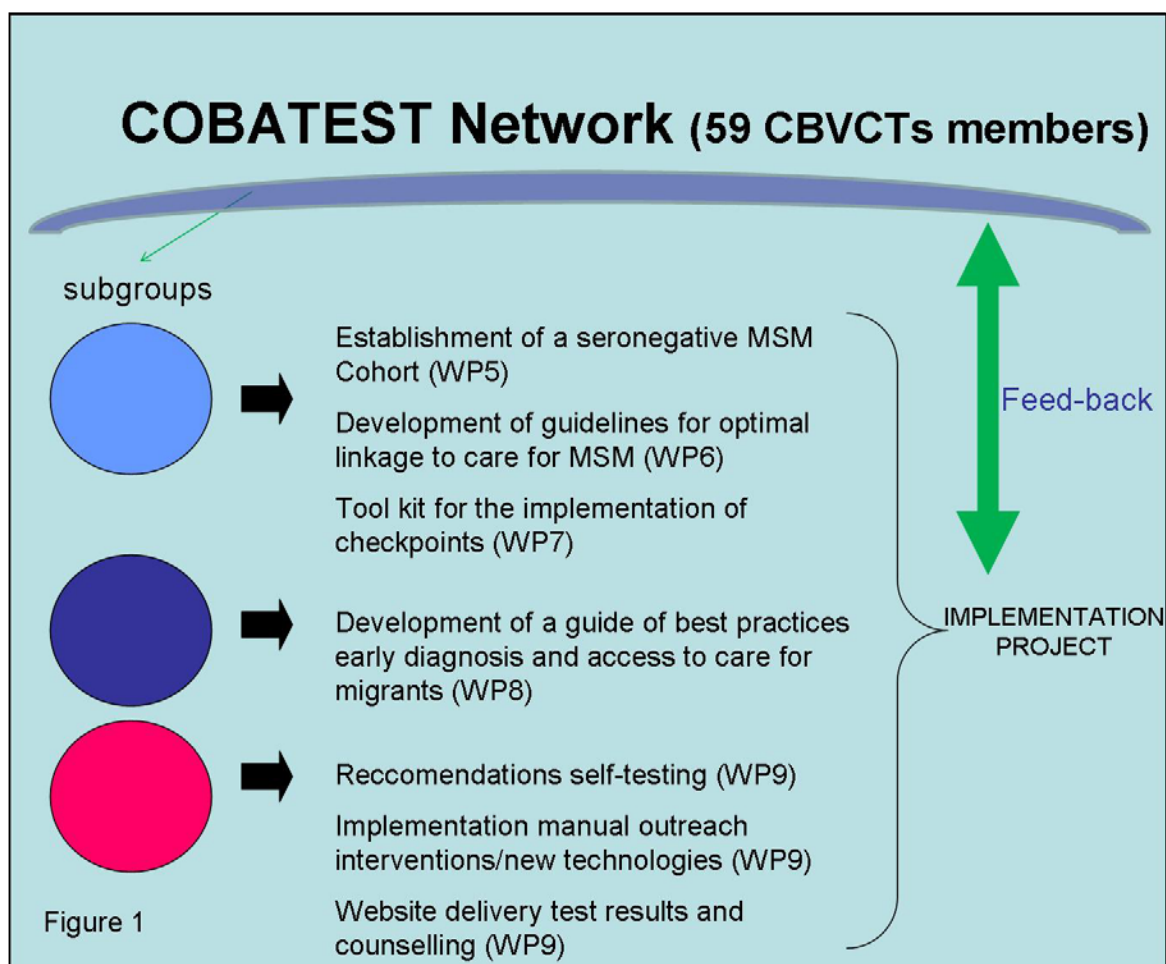 COBATEST Network (59 CBVCTs members)
subgroups
Establishment of a seronegative MSM
Cohort (WP5)
Development of guidelines for optimal
linkage to care for MSM (WP6)
Tool kit for the implementation of
checkpoints (WP7)
Development of a guide of best practices
early diagnosis and access to care for
migrants (WP8)
Reccomendations self-testing (WP9)
Implementation manual outreach
interventions/new technologies (WP9)
Website delivery test results and
counselling (WP9)
Feed-back
IMPLEMENTATION
PROJECT
Figure 1